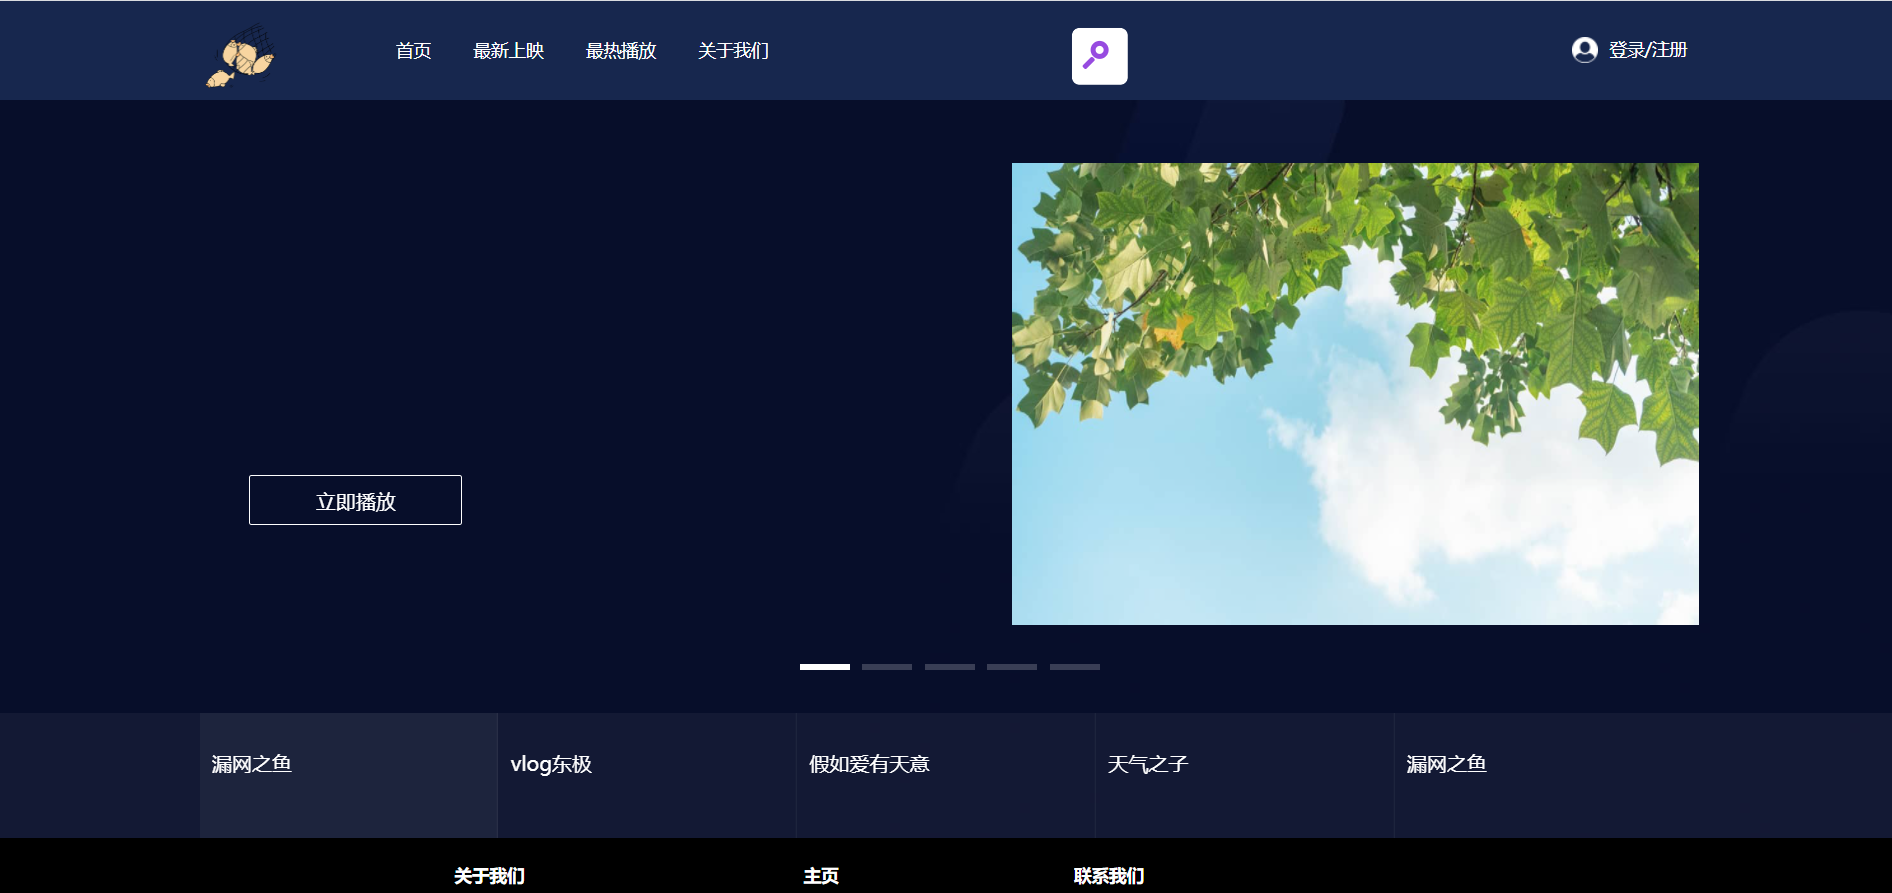 首页 最新上映 最热播放 关于我们 登录/注册
立即播放
漏网之鱼 vlog东极 假如爱有天意 天气之子 漏网之鱼
关于我们 主页 联系我们